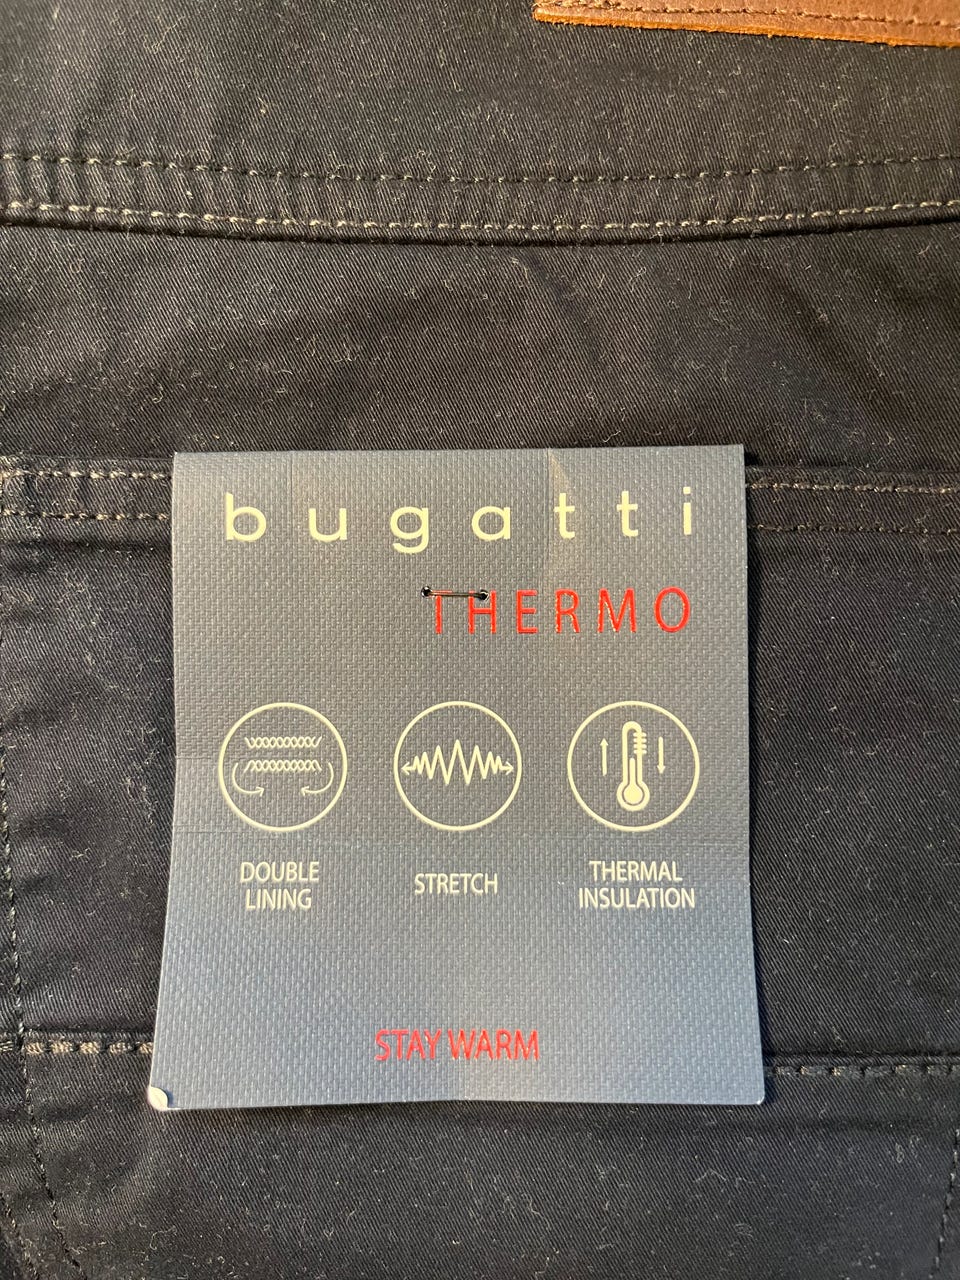 bugatti
THERMO
DOUBLE
LINING
STRETCH
THERMAL
INSULATION
STAY WARM